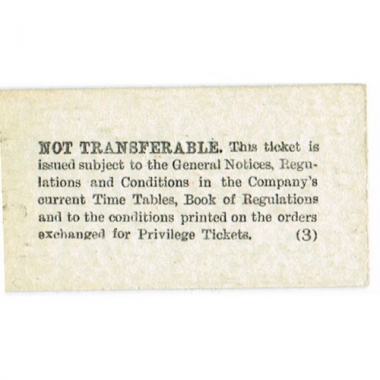 NOT TRANSFERABLE. This ticket is
issued subject to the General Notices, Regu-
lations and Conditions in the Company's
current Time Tables, Book of Regulations
and to the conditions printed on the orders
exchanged for Privilege Tickets. (3)